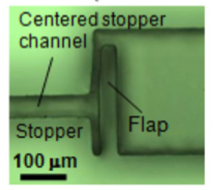 Centered stopper
channel
Flap
Stopper
100 μm